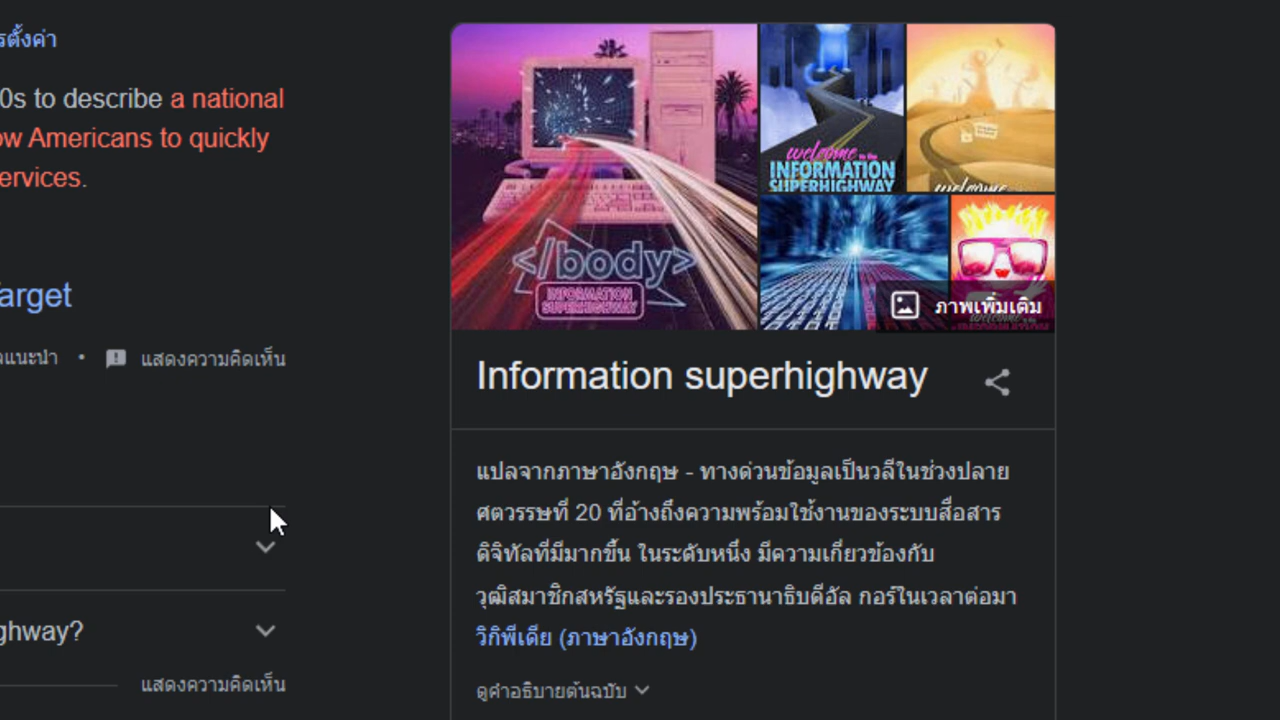 รตั้งค่า
0s to describe a national
ow Americans to quickly
ervices.
arget
แนะนำ • แสดงความคิดเห็น
ghway?
แสดงความคิดเห็น
</body>
INFORMATION
SUPERHIGHWAY
welcome to the
INFORMATION
SUPERHIGHWAY
welcome
ภาพเพิ่มเติม
Information superhighway
แปลจากภาษาอังกฤษ - ทางด่วนข้อมูลเป็นวลีในช่วงปลาย
ศตวรรษที่ 20 ที่อ้างถึงความพร้อมใช้งานของระบบสื่อสาร
ดิจิทัลที่มีมากขึ้น ในระดับหนึ่ง มีความเกี่ยวข้องกับ
วุฒิสมาชิกสหรัฐและรองประธานาธิบดีอัล กอร์ในเวลาต่อมา
วิกิพีเดีย (ภาษาอังกฤษ)
ดูคำอธิบายต้นฉบับ